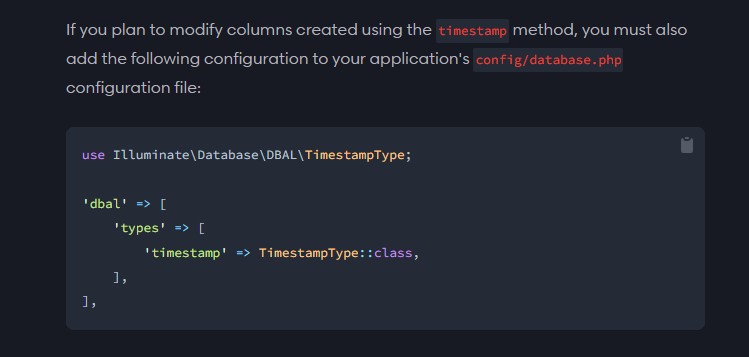 If you plan to modify columns created using the timestamp method, you must also
add the following configuration to your application's config/database.php
configuration file:
use Illuminate\Database\DBAL\TimestampType;
'dbal' => [
    'types' => [
        'timestamp' => TimestampType::class,
    ],
],